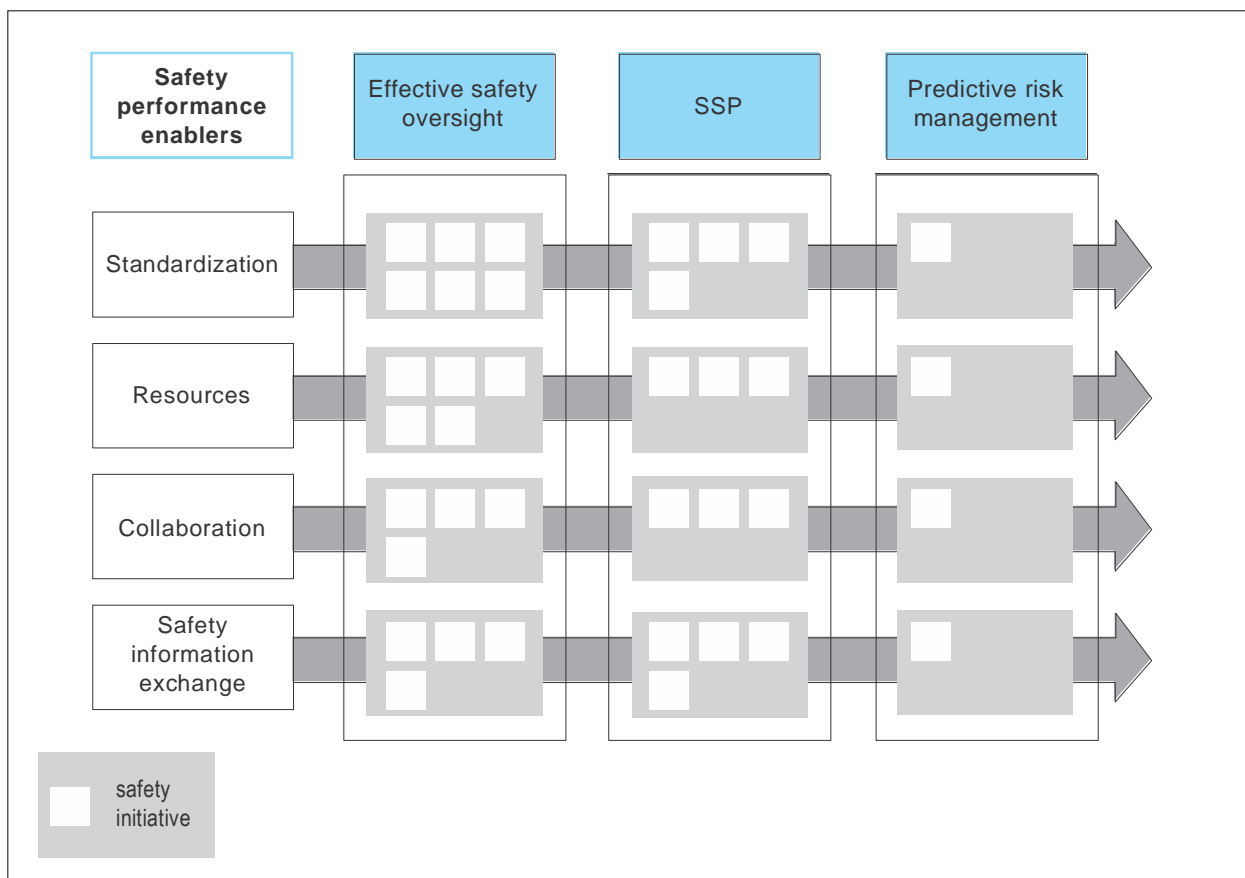 Safety
performance
enablers
Effective safety
oversight
SSP
Predictive risk
management
Standardization
Resources
Collaboration
Safety
information
exchange
safety
initiative